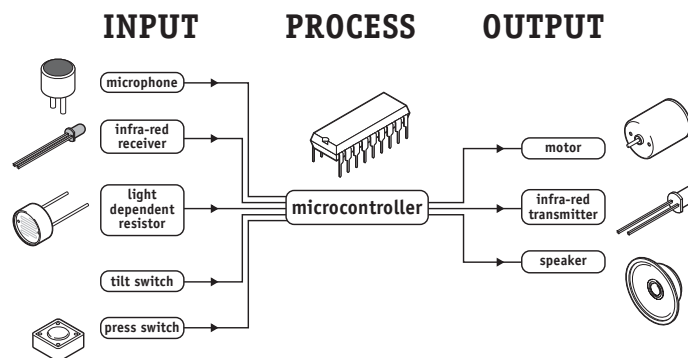 INPUT PROCESS OUTPUT
microphone
infra-red
receiver
light
dependent
resistor
tilt switch
press switch
microcontroller
motor
infra-red
transmitter
speaker